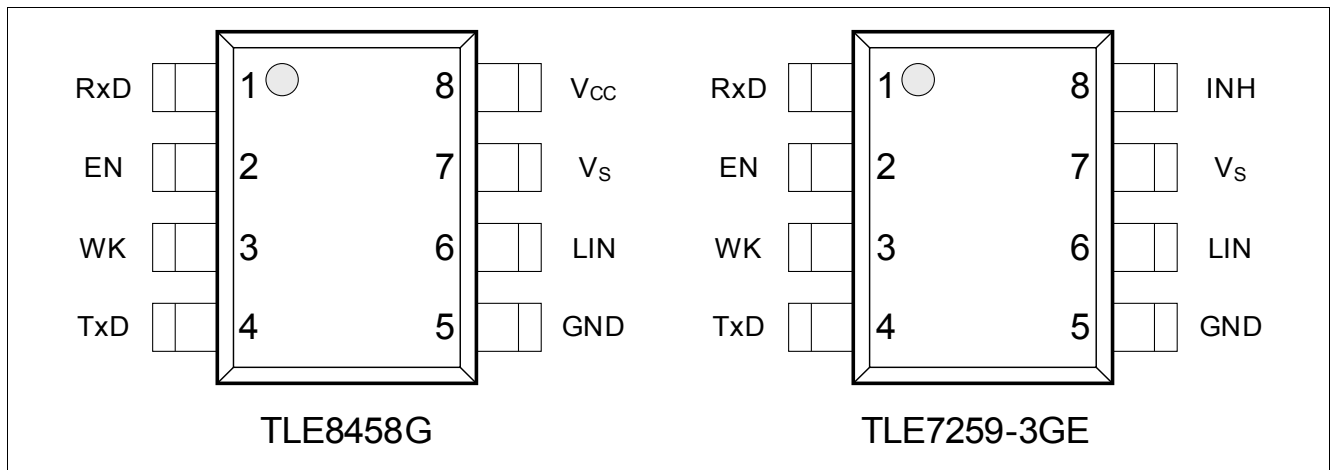 RxD 1 8 VCC
EN 2 7 VS
WK 3 6 LIN
TxD 4 5 GND
TLE8458G
RxD 1 8 INH
EN 2 7 VS
WK 3 6 LIN
TxD 4 5 GND
TLE7259-3GE